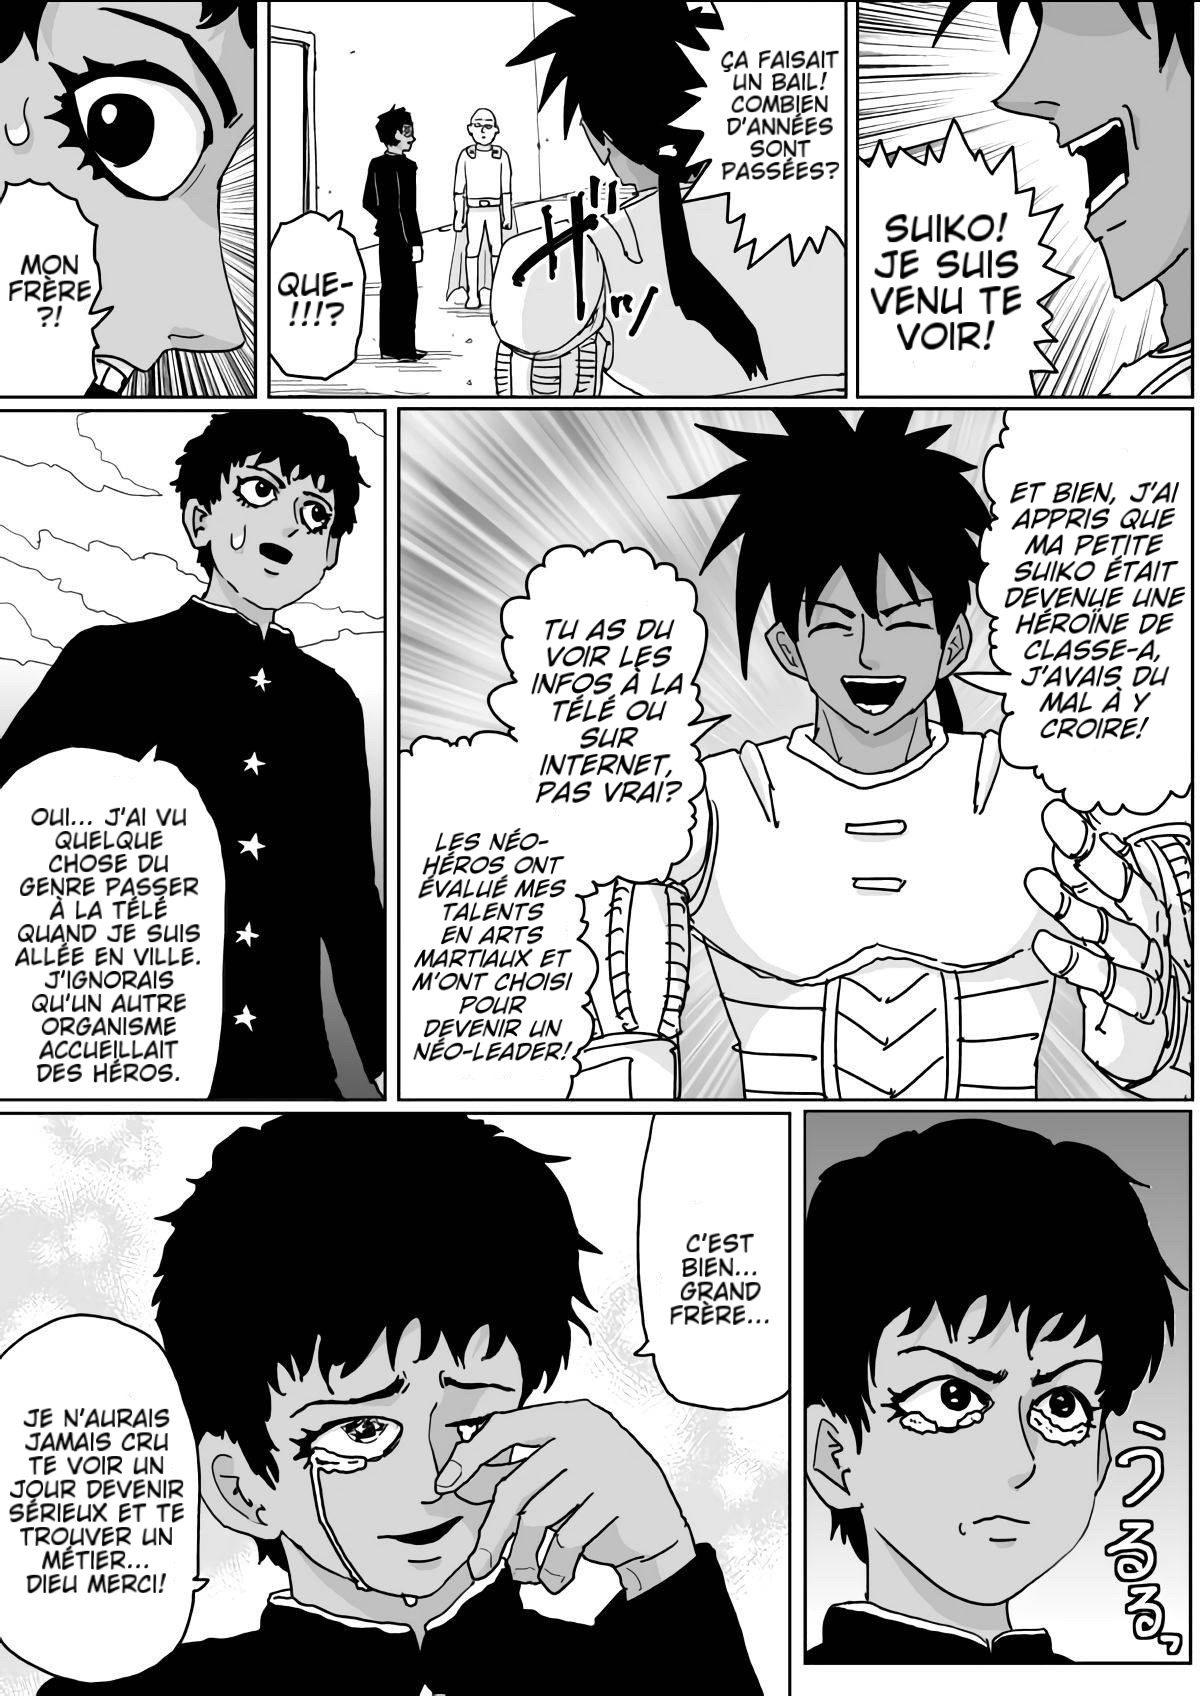 SUIKO!
JE SUIS
VENU TE
VOIR!
ÇA FAISAIT
UN BAIL!
COMBIEN
D'ANNÉES
SONT
PASSÉES?
ザッ
QUE-
!!!?
MON
FRÈRE
?!
ET BIEN, J'AI
APPRIS QUE
MA PETITE
SUIKO ÉTAIT
DEVENUE UNE
HÉROÏNE DE
CLASSE-A,
J'AVAIS DU
MAL À Y
CROIRE!
TU AS DU
VOIR LES
INFOS À LA
TÉLÉ OU
SUR
INTERNET,
PAS VRAI?
LES NÉO-
HÉROS ONT
ÉVALUÉ MES
TALENTS
EN ARTS
MARTIAUX ET
M'ONT CHOISI
POUR
DEVENIR UN
NÉO-LEADER!
OUI... J'AI VU
QUELQUE
CHOSE DU
GENRE PASSER
À LA TÉLÉ
QUAND JE SUIS
ALLÉE EN VILLE.
J'IGNORAIS
QU'UN AUTRE
ORGANISME
ACCUEILLAIT
DES HÉROS.
うるるっ
C'EST
BIEN...
GRAND
FRÈRE...
JE N'AURAIS
JAMAIS CRU
TE VOIR UN
JOUR DEVENIR
SÉRIEUX ET TE
TROUVER UN
MÉTIER...
DIEU MERCI!